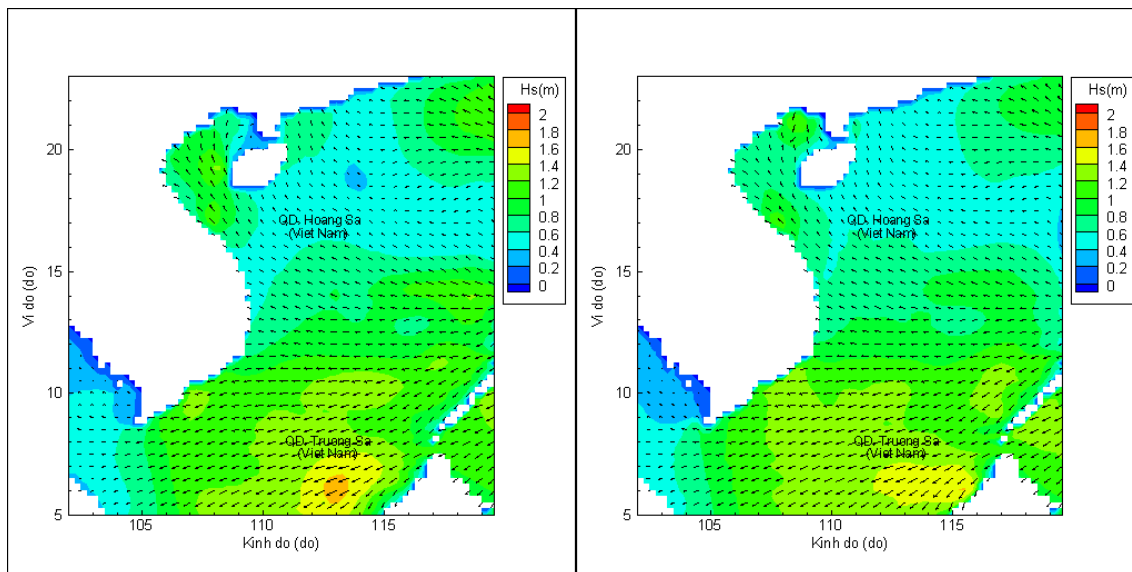 Hs(m)
2
1.8
1.6
1.4
1.2
1
0.8
0.6
0.4
0.2
0
20
15
10
5
Vi do (do)
QD. Hoang Sa
(Viet Nam)
QD. Truong Sa
(Viet Nam)
105
110
115
Kinh do (do)
Hs(m)
2
1.8
1.6
1.4
1.2
1
0.8
0.6
0.4
0.2
0
20
15
10
5
Vi do (do)
QD. Hoang Sa
(Viet Nam)
QD. Truong Sa
(Viet Nam)
105
110
115
Kinh do (do)